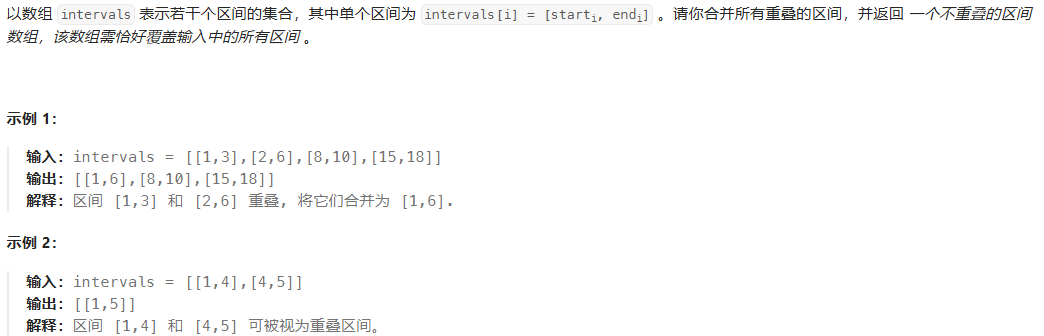 以数组 intervals 表示若干个区间的集合，其中单个区间为 intervals[i] = [starti, endi] 。请你合并所有重叠的区间，并返回 一个不重叠的区间
数组，该数组需恰好覆盖输入中的所有区间 。
示例 1：
输入：intervals = [[1,3],[2,6],[8,10],[15,18]]
输出：[[1,6],[8,10],[15,18]]
解释：区间 [1,3] 和 [2,6] 重叠, 将它们合并为 [1,6].
示例 2：
输入：intervals = [[1,4],[4,5]]
输出：[[1,5]]
解释：区间 [1,4] 和 [4,5] 可被视为重叠区间。